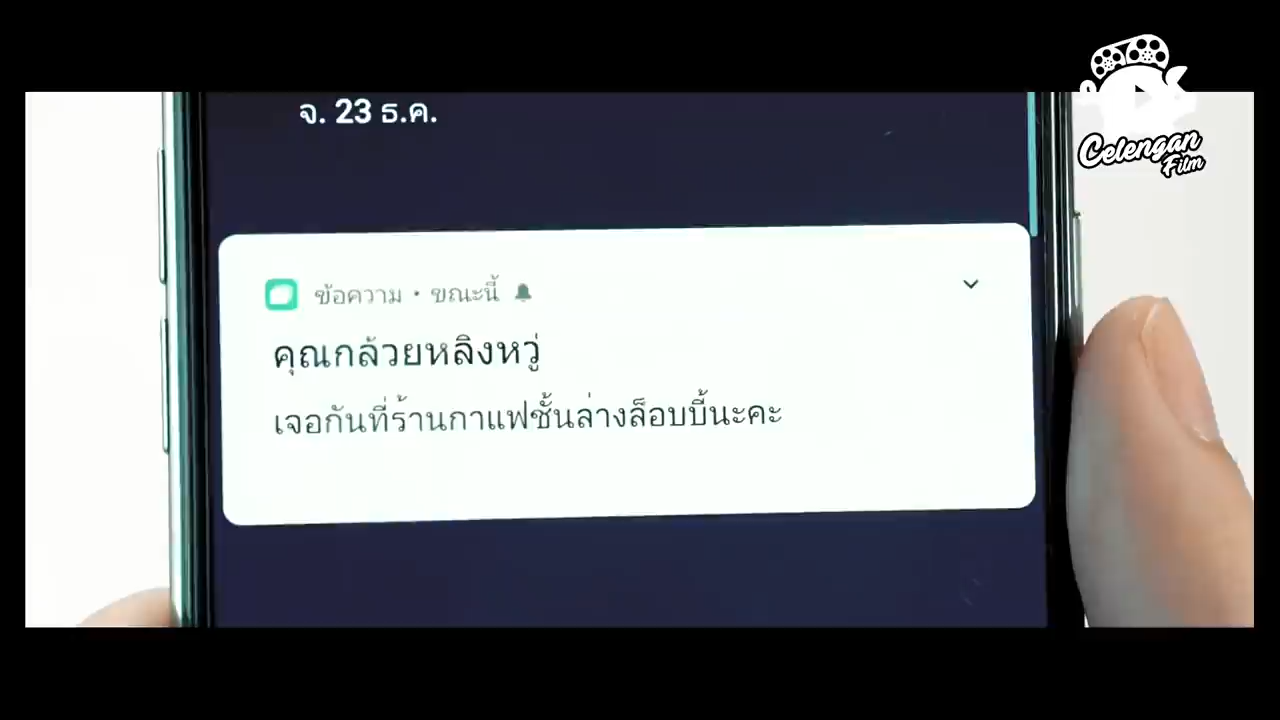 จ. 23 ธ.ค.
ข้อความ • ขณะนี้
คุณกล้วยหลิงหวู่
เจอกันที่ร้านกาแฟชั้นล่างล็อบบี้นะคะ
Celengan
Film